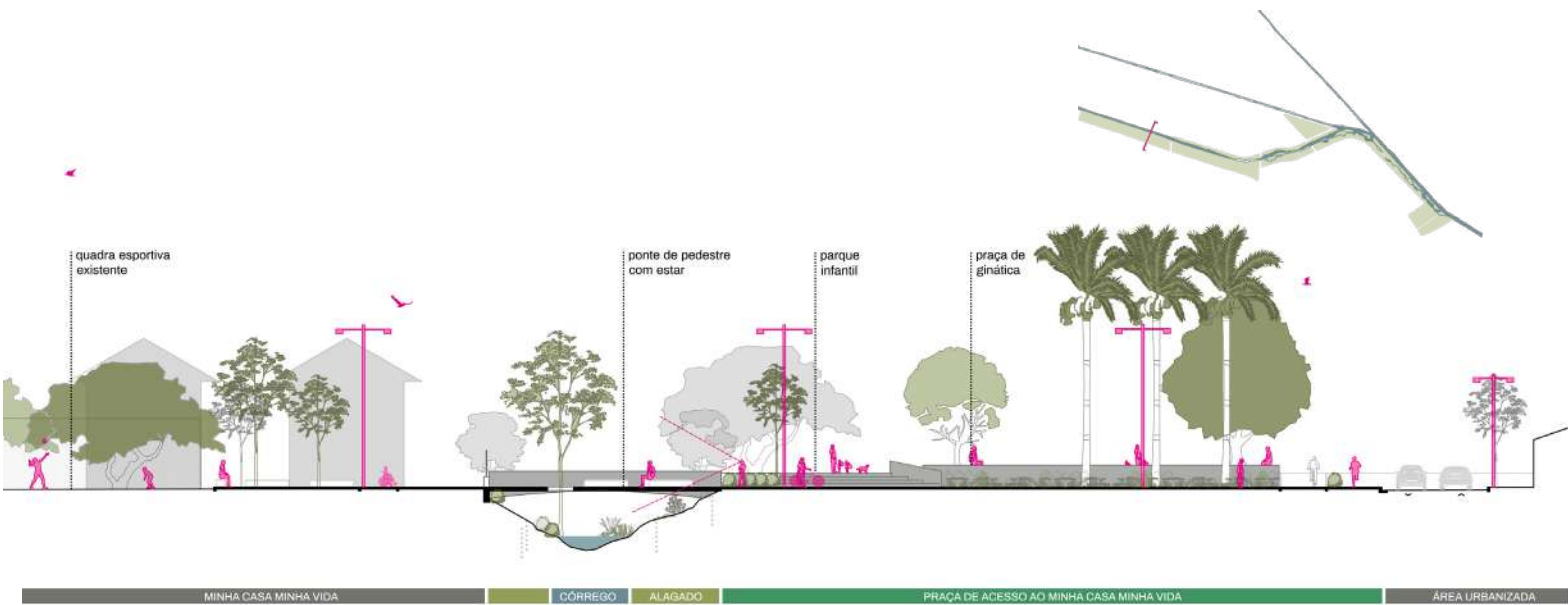 quadra esportiva
existente
ponte de pedestre
com estar
parque
infantil
praça de
ginática
MINHA CASA MINHA VIDA
CÓRREGO
ALAGADO
PRAÇA DE ACESSO AO MINHA CASA MINHA VIDA
ÁREA URBANIZADA